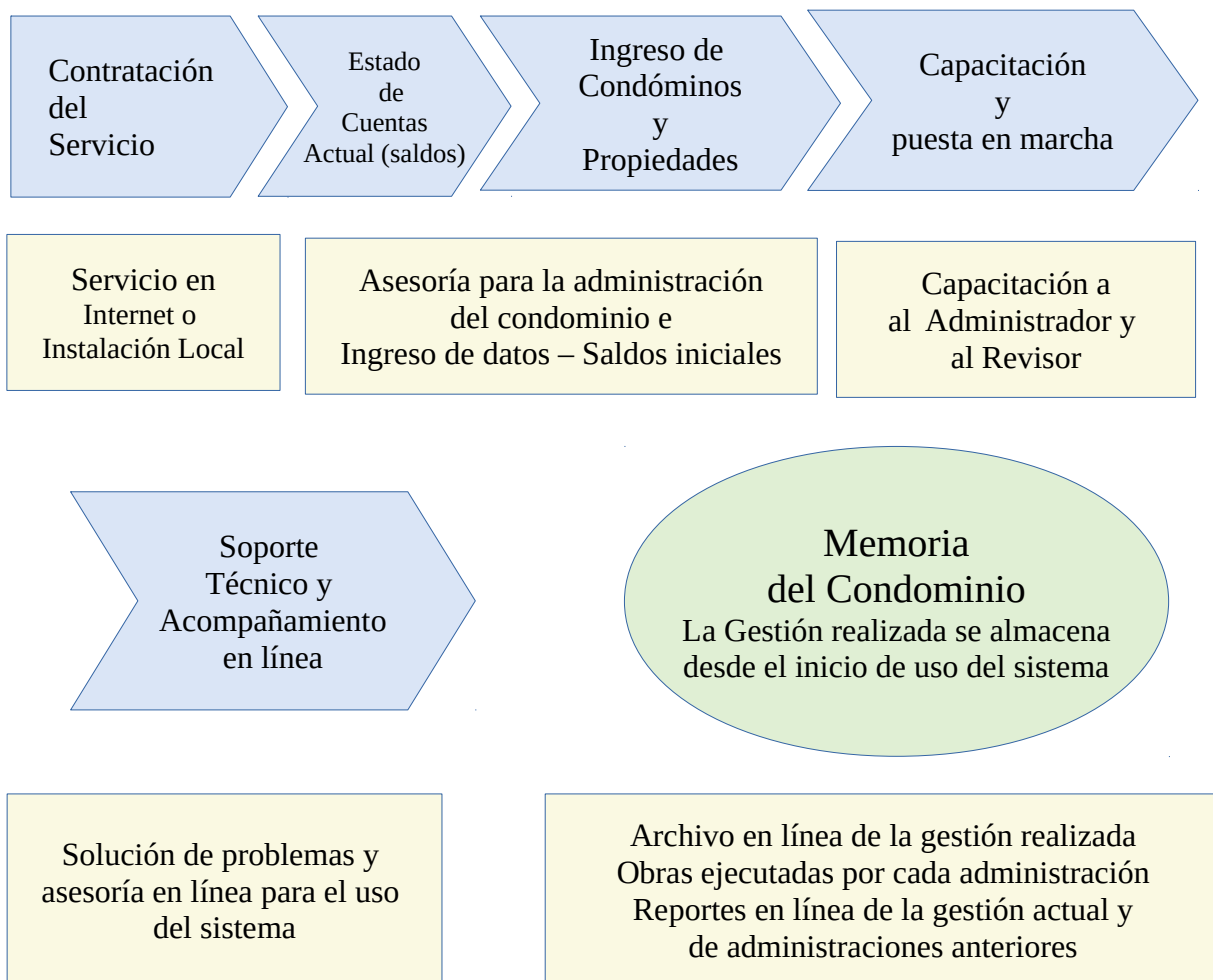 Contratación
del
Servicio
Estado
de
Cuentas
Actual (saldos)
Ingreso de
Condóminos
y
Propiedades
Capacitación
y
puesta en marcha
Servicio en
Internet o
Instalación Local
Asesoría para la administración
del condominio e
Ingreso de datos – Saldos iniciales
Capacitación a
al Administrador y
al Revisor
Soporte
Técnico y
Acompañamiento
en línea
Memoria
del Condominio
La Gestión realizada se almacena
desde el inicio de uso del sistema
Solución de problemas y
asesoría en línea para el uso
del sistema
Archivo en línea de la gestión realizada
Obras ejecutadas por cada administración
Reportes en línea de la gestión actual y
de administraciones anteriores